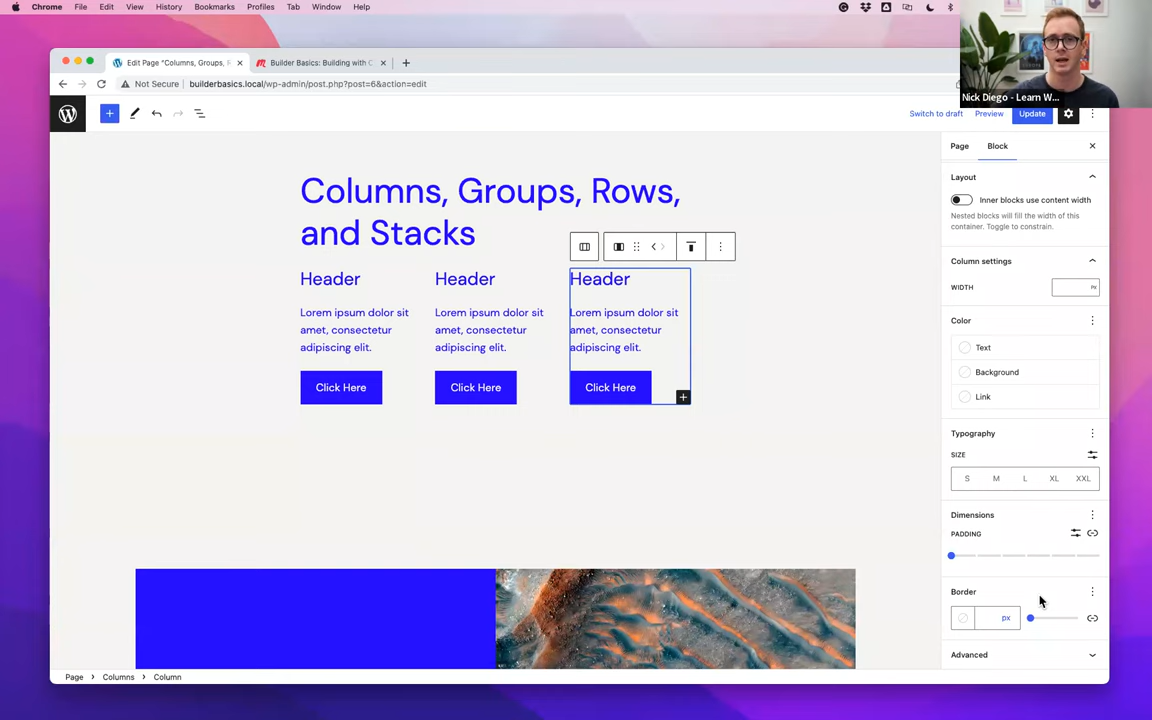 Chrome File Edit View History Bookmarks Profiles Tab Window Help
Edit Page "Columns, Groups, R
Builder Basics: Building with C
Not Secure builderbasics.local/wp-admin/post.php?post=6&action=edit
Nick Diego - Learn W...
Switch to draft Preview Update
Page Block
Columns, Groups, Rows,
and Stacks
Header Header Header
Lorem ipsum dolor sit Lorem ipsum dolor sit Lorem ipsum dolor sit
amet, consectetur amet, consectetur amet, consectetur
adipiscing elit. adipiscing elit. adipiscing elit.
Click Here Click Here Click Here
Layout
Inner blocks use content width
Nested blocks will fill the width of this
container. Toggle to constrain.
Column settings
WIDTH PX
Color
Text
Background
Link
Typography
SIZE
S M L XL XXL
Dimensions
PADDING
Border
px
Advanced
Page > Columns > Column